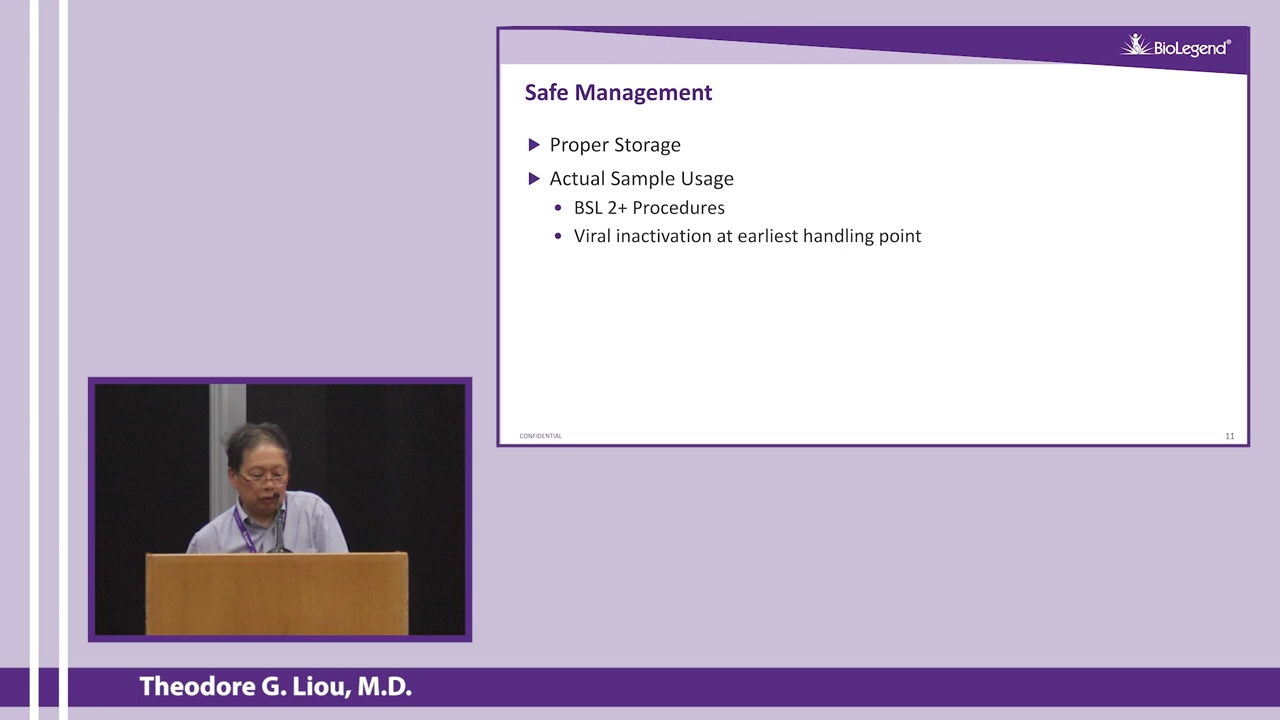 BioLegend®
Safe Management
Proper Storage
Actual Sample Usage
BSL 2+ Procedures
Viral inactivation at earliest handling point
CONFIDENTIAL
11
Theodore G. Liou, M.D.